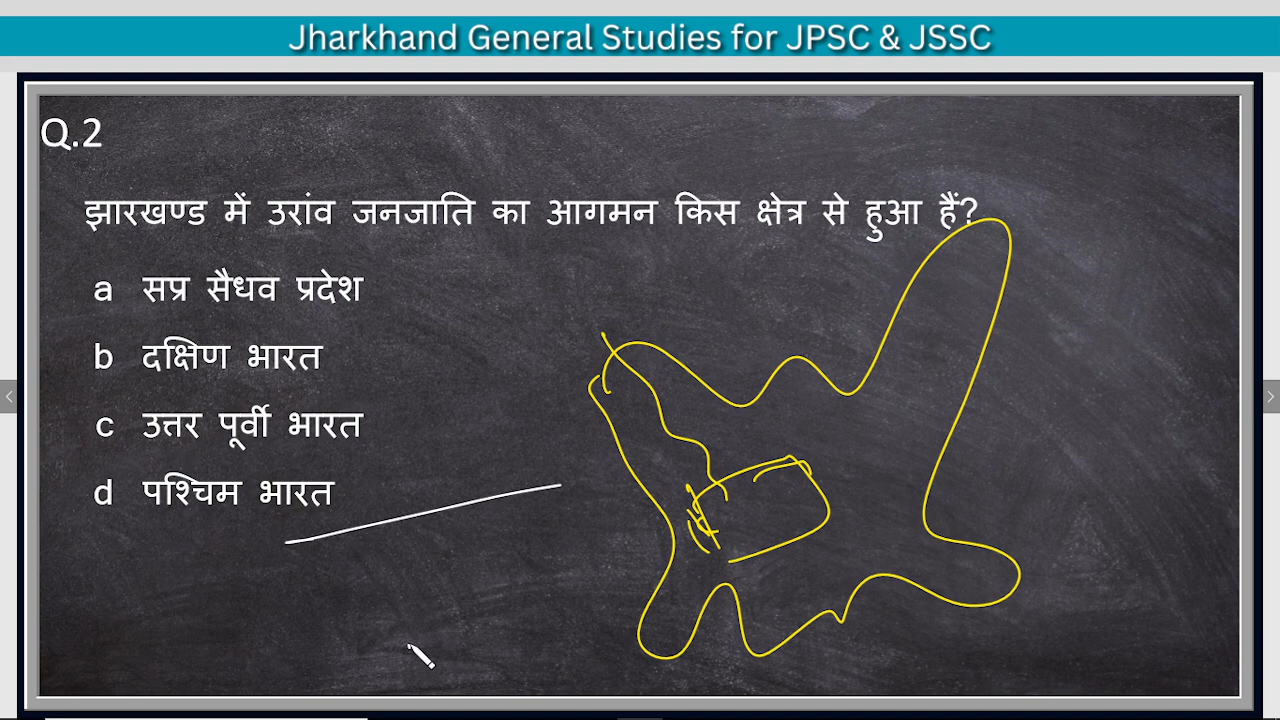 Jharkhand General Studies for JPSC & JSSC
Q.2
झारखण्ड में उरांव जनजाति का आगमन किस क्षेत्र से हुआ हैं?
a सप्र सैधव प्रदेश
b दक्षिण भारत
c उत्तर पूर्वी भारत
d पश्चिम भारत